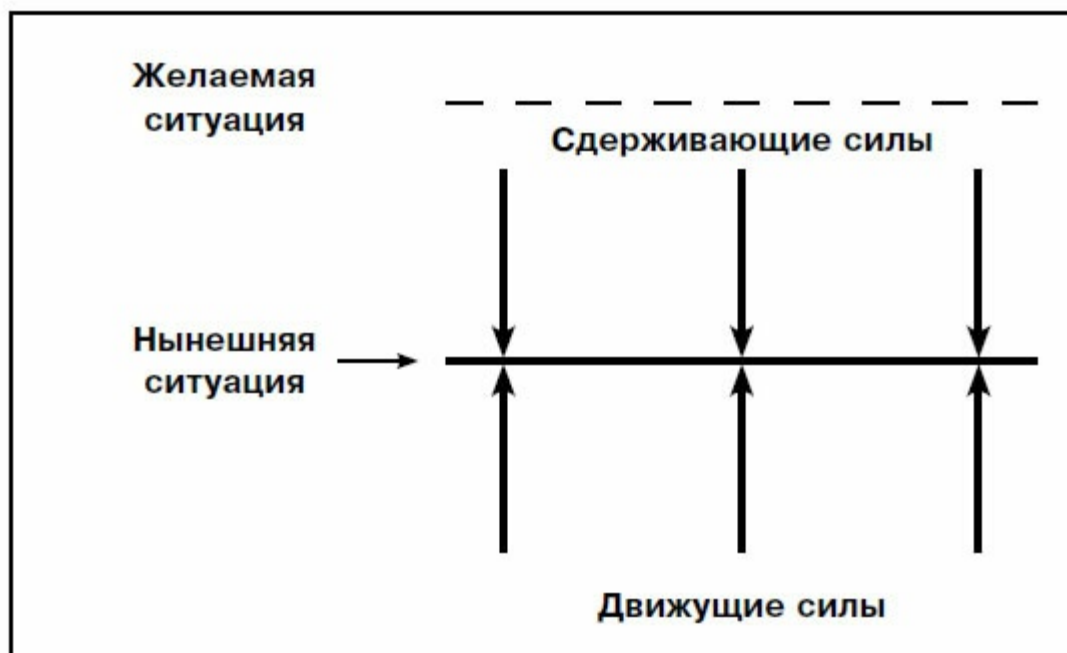 Желаемая
ситуация
Сдерживающие силы
Нынешняя
ситуация
Движущие силы